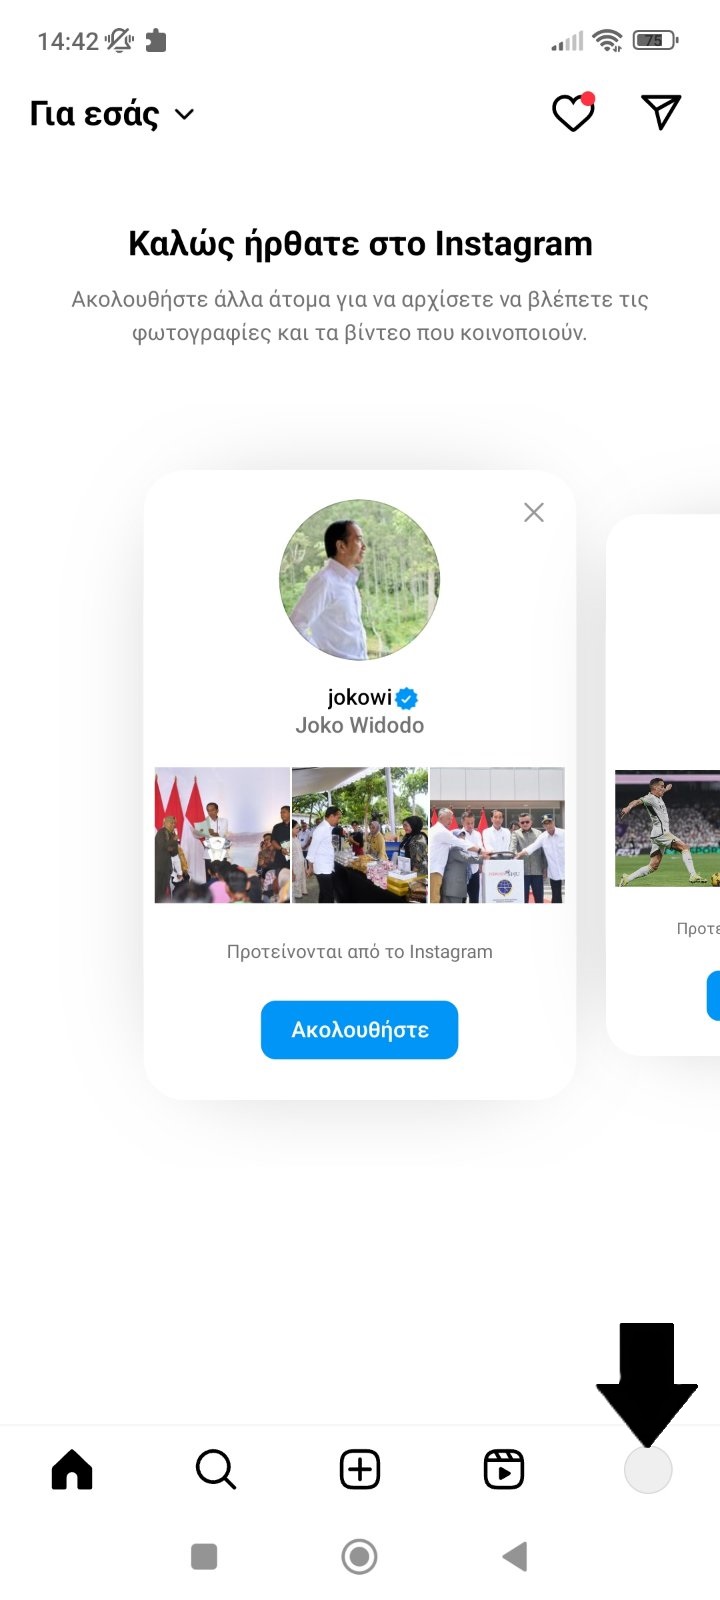 14:42
75
Για εσάς
Καλώς ήρθατε στο Instagram
Ακολουθήστε άλλα άτομα για να αρχίσετε να βλέπετε τις
φωτογραφίες και τα βίντεο που κοινοποιούν.
jokowi
Joko Widodo
Προτείνονται από το Instagram
Προτε
Ακολουθήστε